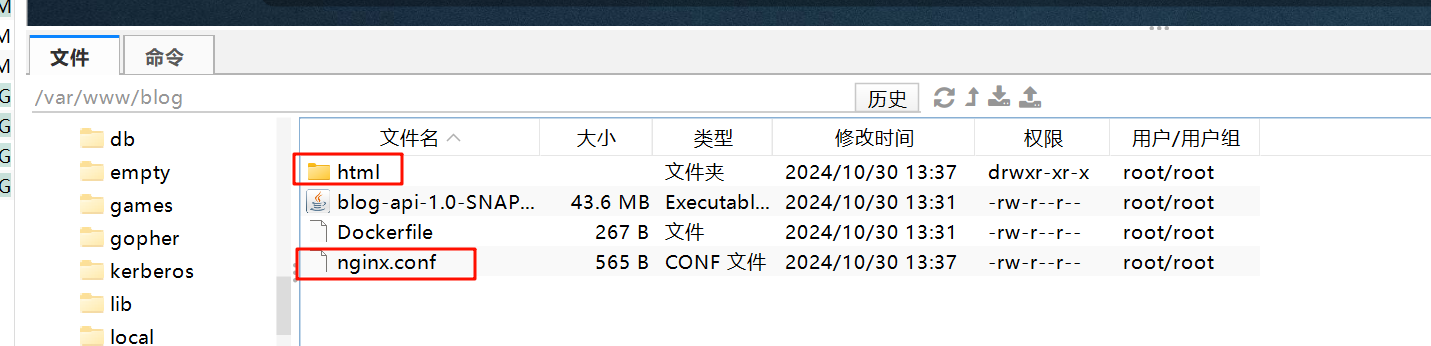 M
M
M
G
G
G
G
文件 命令
/var/www/blog 历史
文件名 大小 类型 修改时间 权限 用户/用户组
db
empty
games
gopher
kerberos
lib
local
html 文件夹 2024/10/30 13:37 drwxr-xr-x root/root
blog-api-1.0-SNAP... 43.6 MB Executabl... 2024/10/30 13:31 -rw-r--r-- root/root
Dockerfile 267 B 文件 2024/10/30 13:31 -rw-r--r-- root/root
nginx.conf 565 B CONF 文件 2024/10/30 13:37 -rw-r--r-- root/root